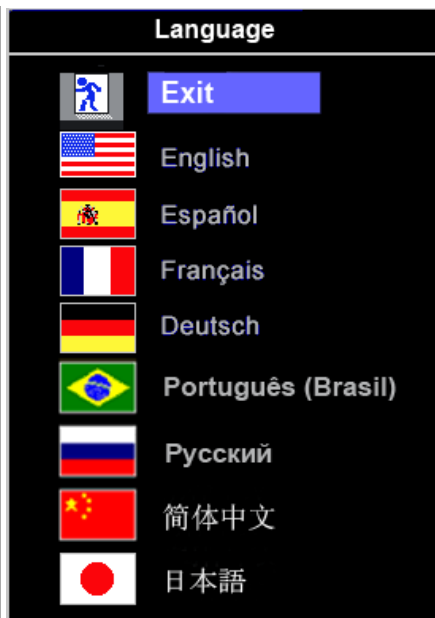 Language
Exit
English
Español
Français
Deutsch
Português (Brasil)
Русский
简体中文
日本語